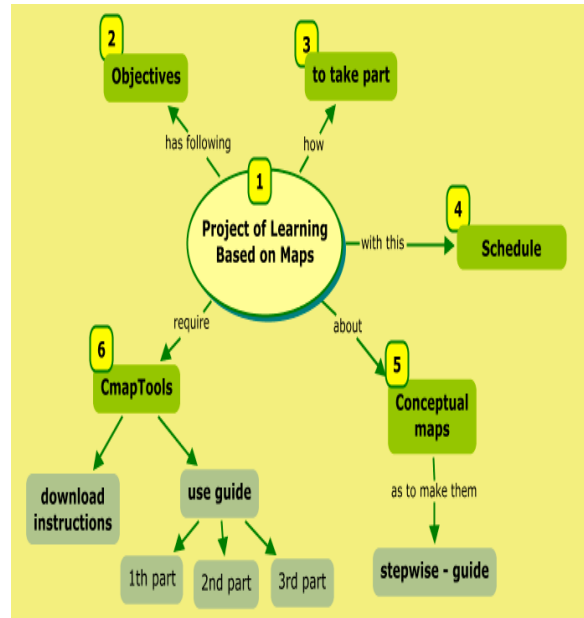 2
Objectives
3
to take part
has following
how
1
Project of Learning
Based on Maps
4
with this
Schedule
require
about
6
CmapTools
5
Conceptual
maps
download
instructions
use guide
as to make them
1th part
2nd part
3rd part
stepwise - guide